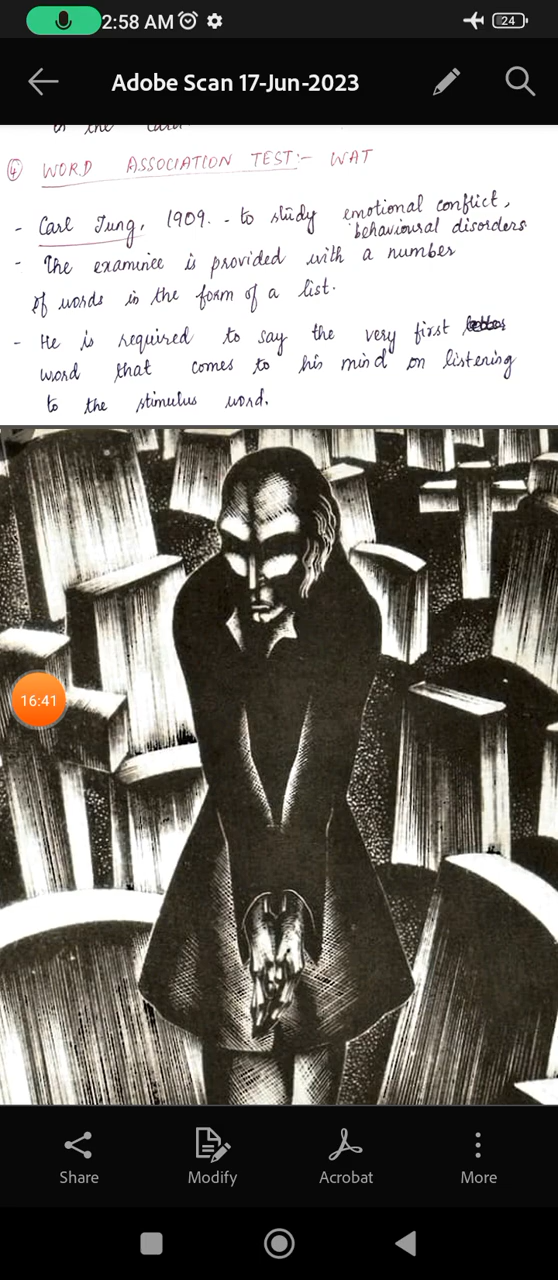 2:58 AM
24
Adobe Scan 17-Jun-2023
in the
④ WORD ASSOCIATION TEST:- WAT
- Carl Jung, 1909. - to study emotional conflict,
behavioural disorders
- The examinee is provided with a number
of words in the form of a list.
- He is required to say the very first
word that comes to his mind on listening
to the stimulus word.
16:41
Share
Modify
Acrobat
More